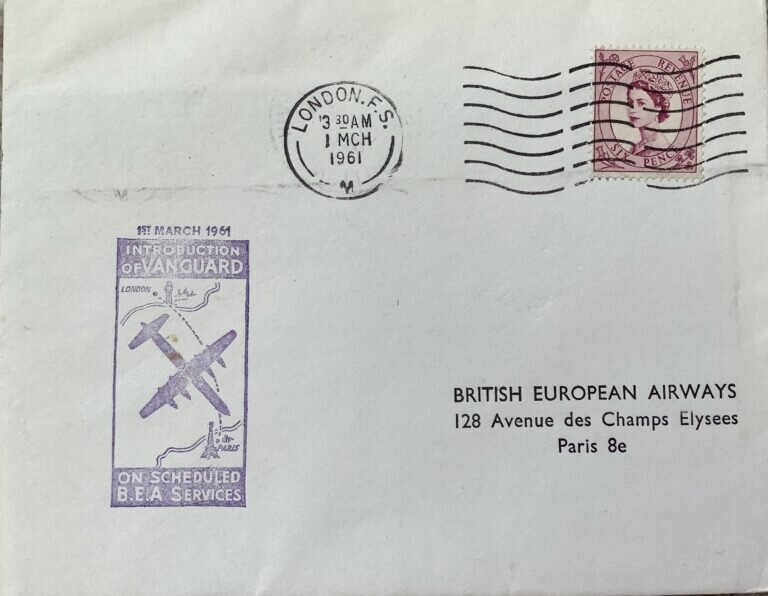 LONDON.F.S.
3 30 AM
1 MCH
1961
POSTAGE REVENUE
SIX PENCE
1ST MARCH 1961
INTRODUCTION
OF VANGUARD
LONDON
PARIS
ON SCHEDULED
B.E.A SERVICES
BRITISH EUROPEAN AIRWAYS
128 Avenue des Champs Elysees
Paris 8e